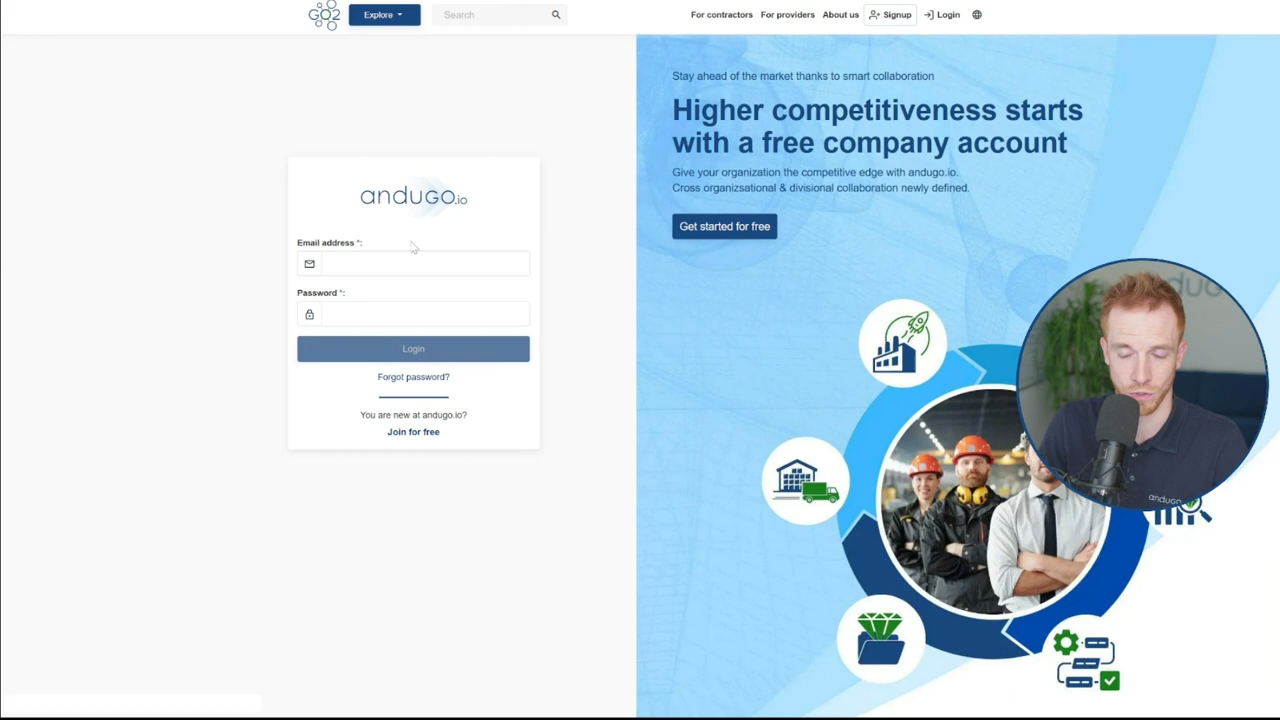 GO2
Explore
Search
For contractors
For providers
About us
Signup
Login
andugo.io
Email address *:
Password *:
Login
Forgot password?
You are new at andugo.io?
Join for free
Stay ahead of the market thanks to smart collaboration
Higher competitiveness starts
with a free company account
Give your organization the competitive edge with andugo.io.
Cross organizsational & divisional collaboration newly defined.
Get started for free
andugo